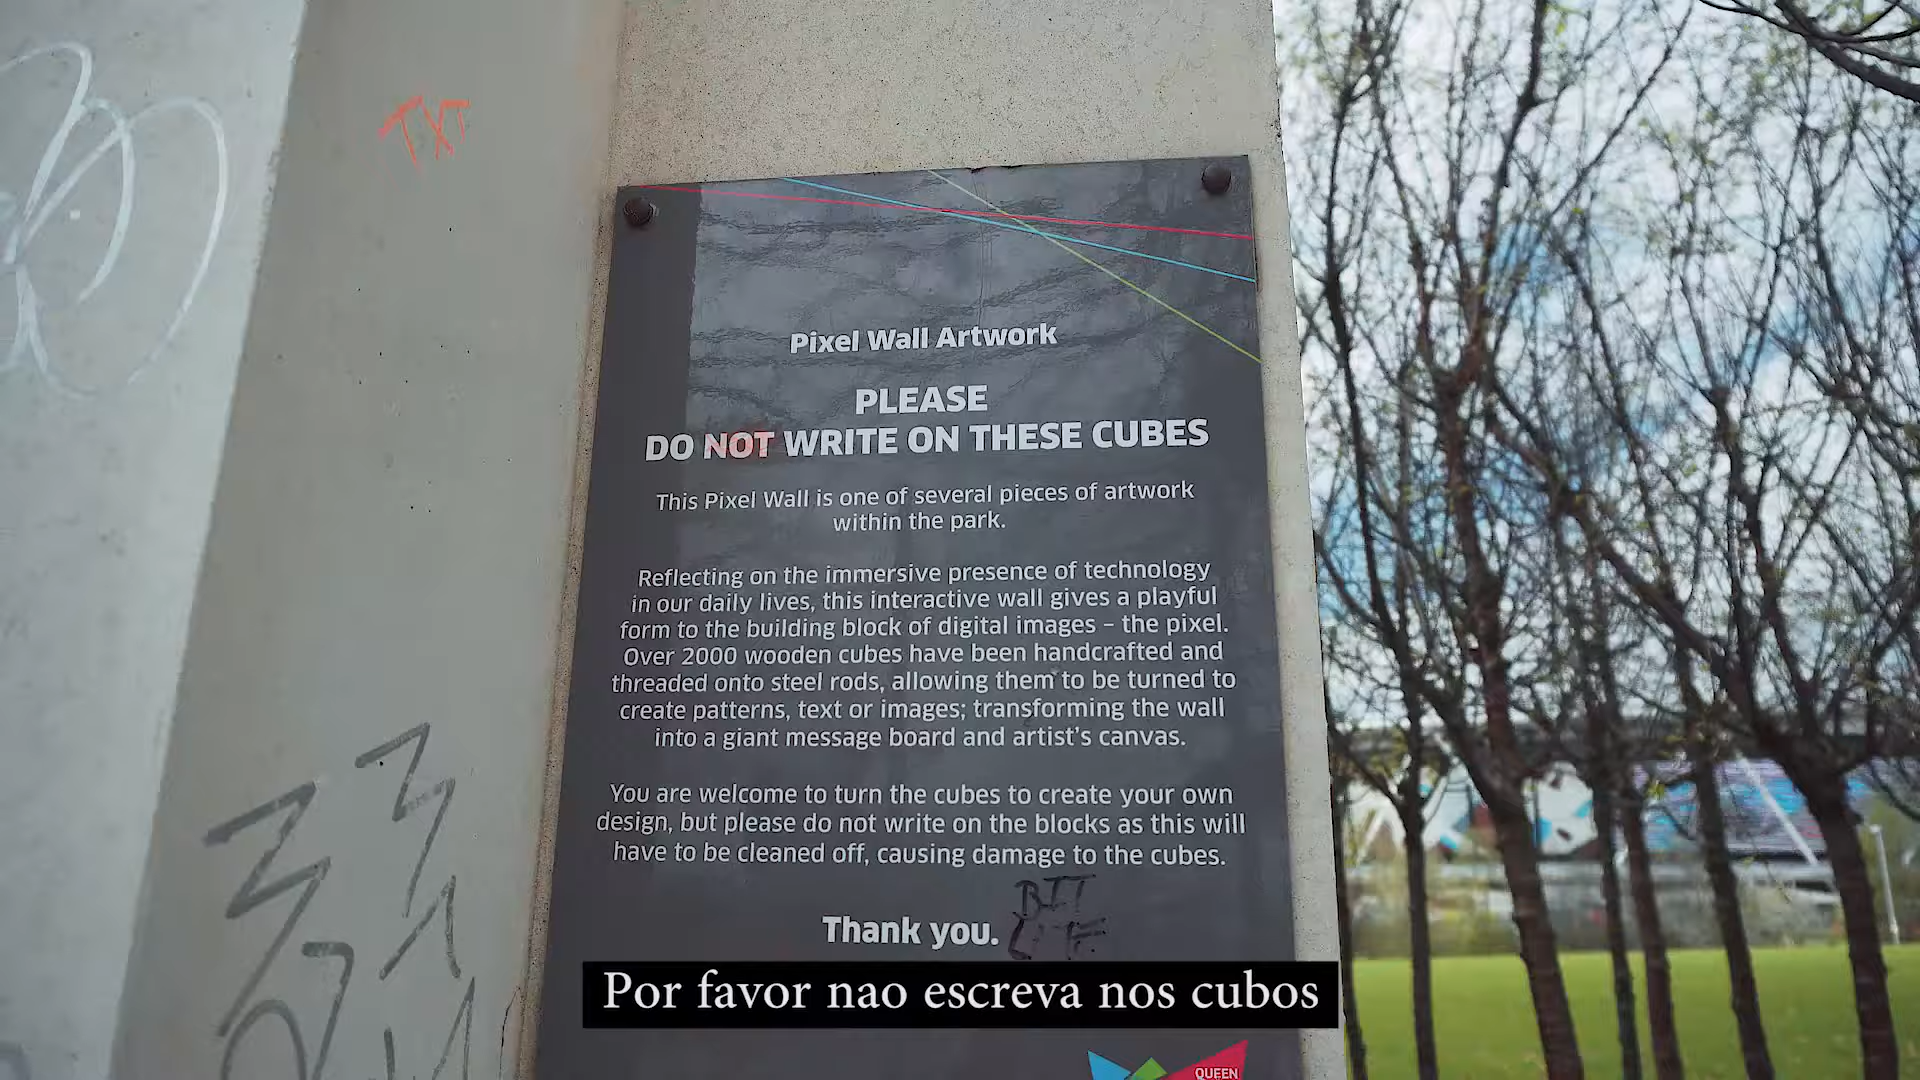 TXT
Pixel Wall Artwork
PLEASE
DO NOT WRITE ON THESE CUBES
This Pixel Wall is one of several pieces of artwork
within the park.
Reflecting on the immersive presence of technology
in our daily lives, this interactive wall gives a playful
form to the building block of digital images – the pixel.
Over 2000 wooden cubes have been handcrafted and
threaded onto steel rods, allowing them to be turned to
create patterns, text or images; transforming the wall
into a giant message board and artist's canvas.
You are welcome to turn the cubes to create your own
design, but please do not write on the blocks as this will
have to be cleaned off, causing damage to the cubes.
Thank you.
Por favor nao escreva nos cubos
QUEEN